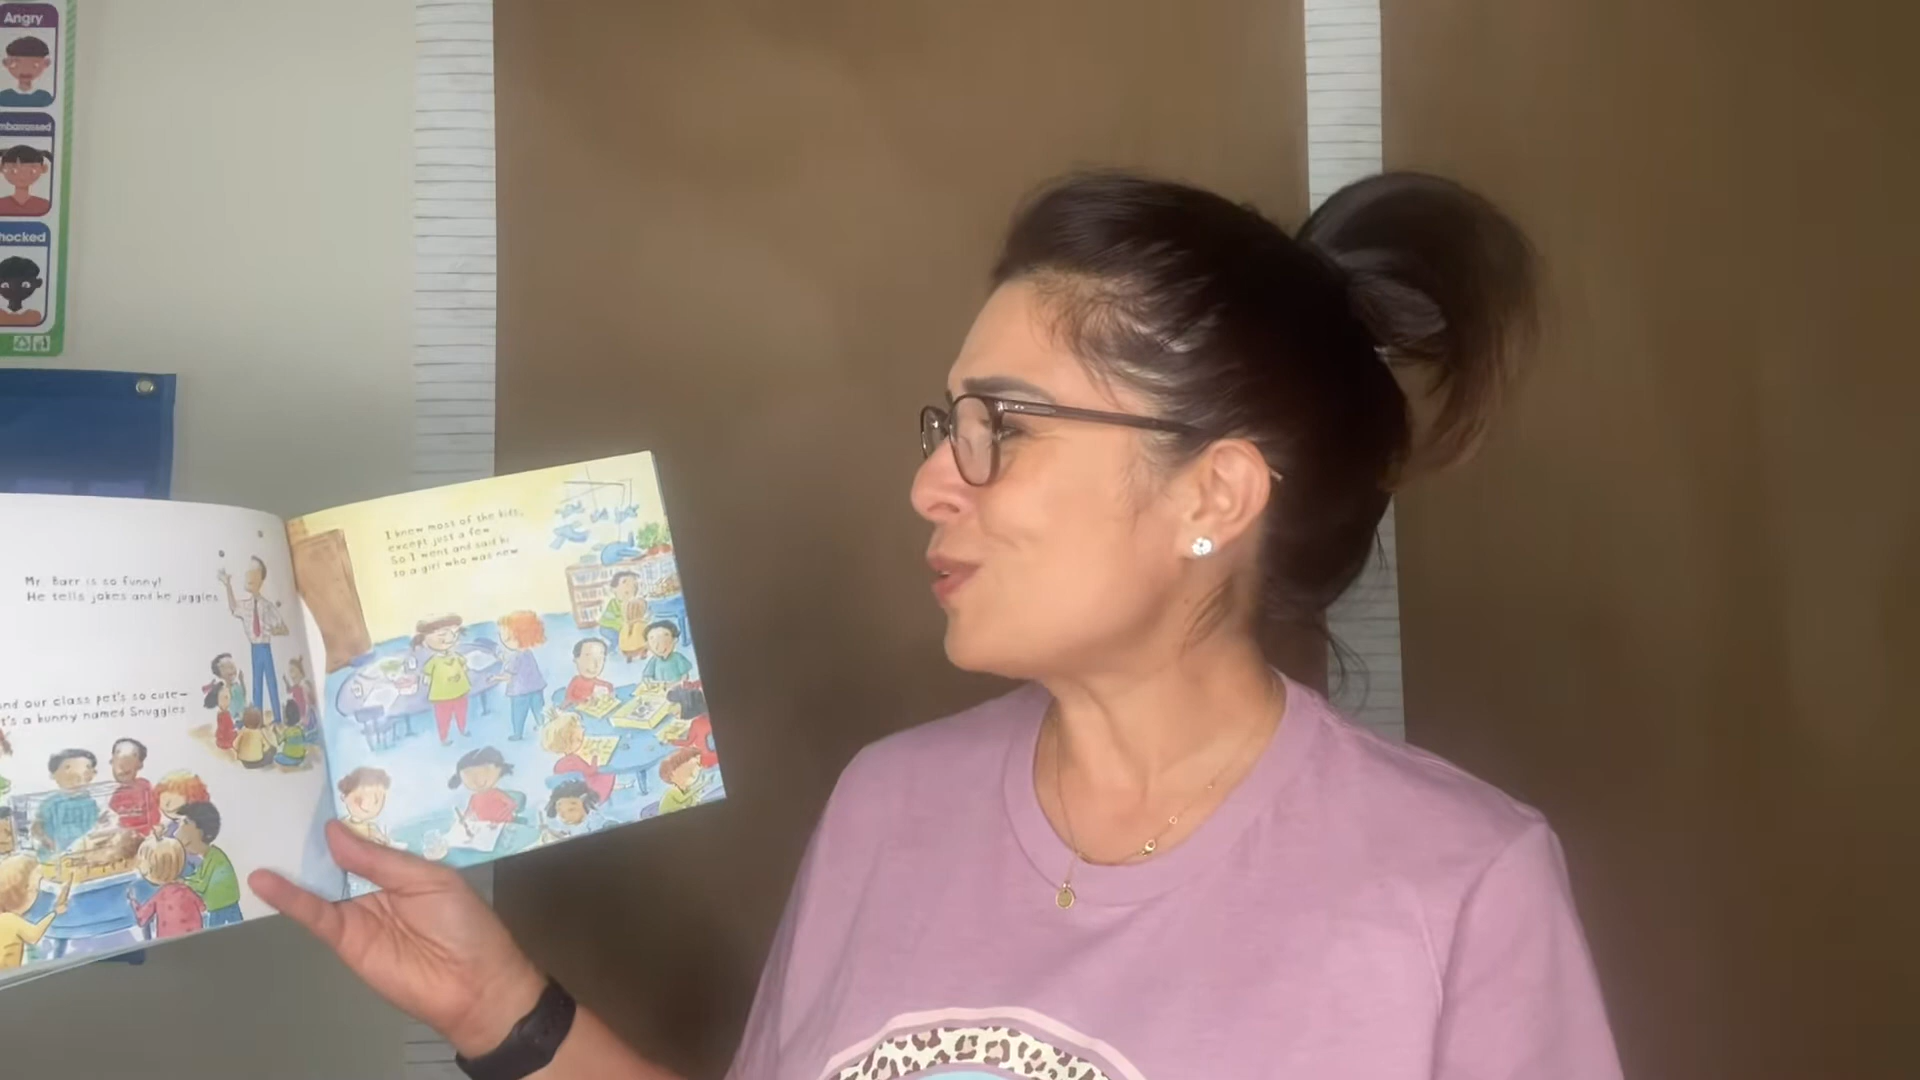 Angry
mbarrassed
hocked
Mr. Barr is so funny!
He tells jokes and he juggles
nd our class pet's so cute—
t's a bunny named Snuggles
I knew most of the kids,
except just a few
So I went and said hi
to a girl who was new